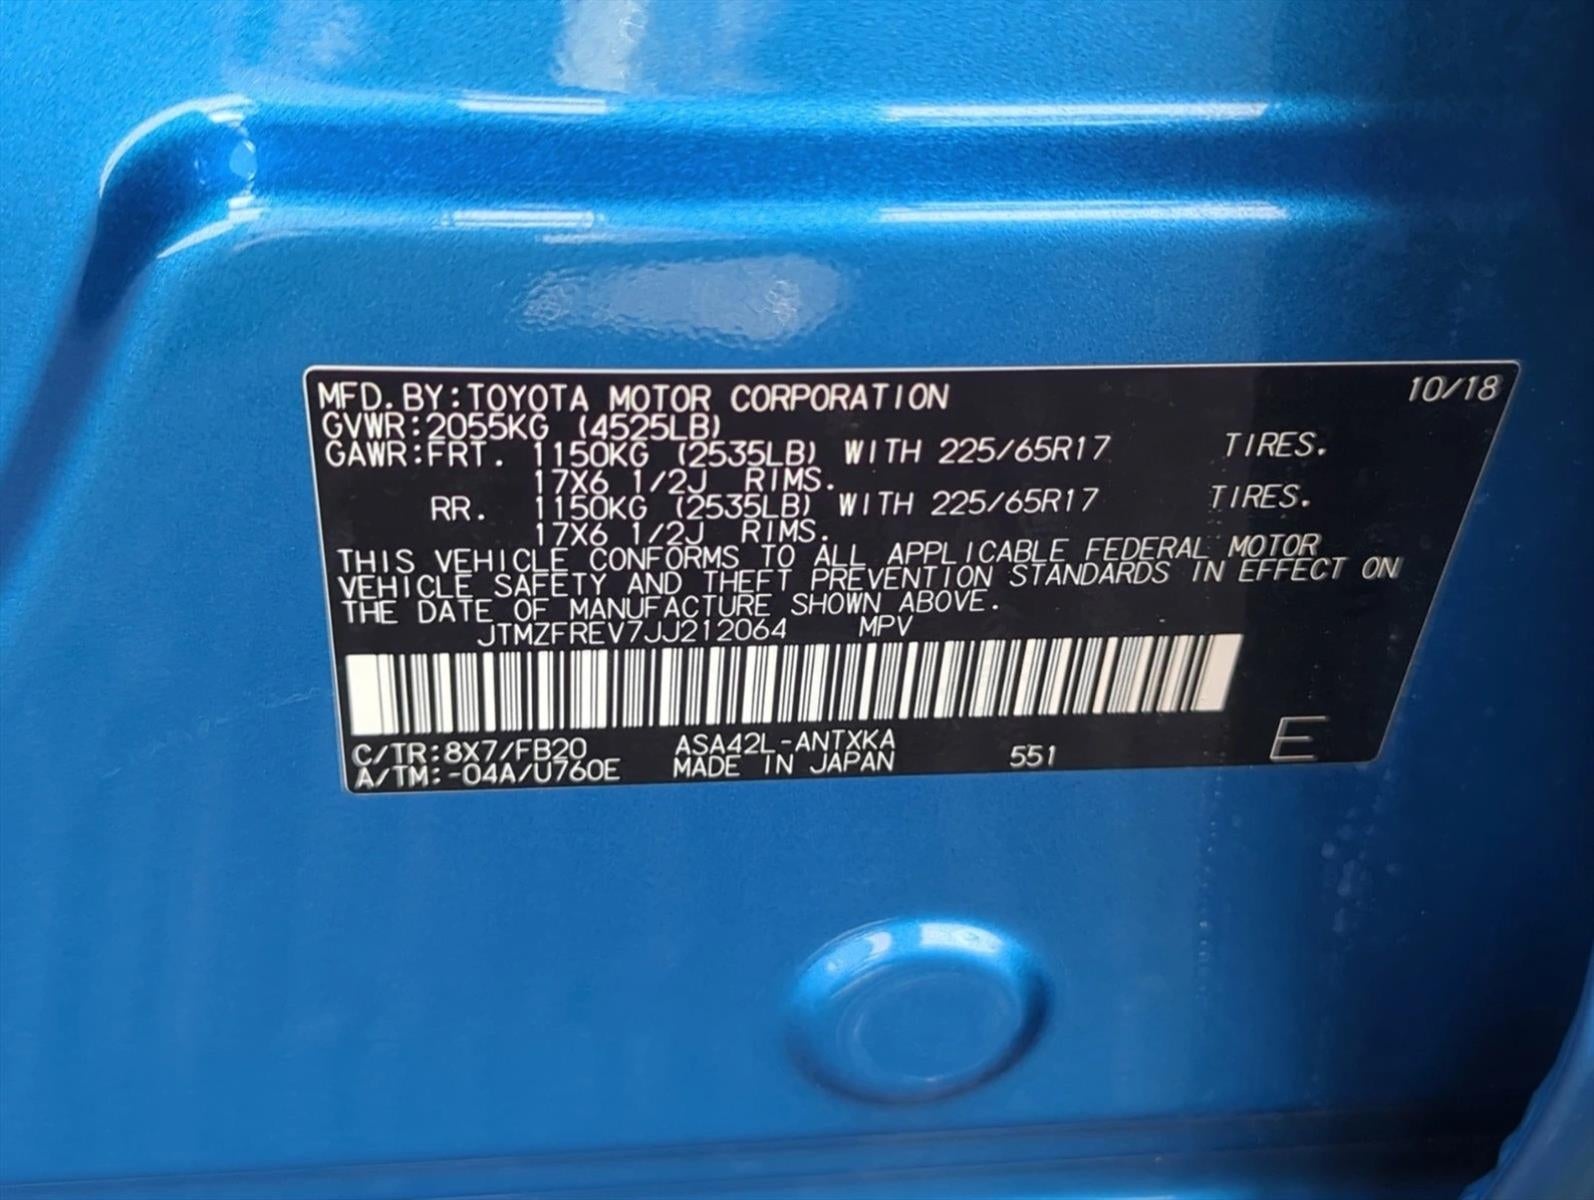 MFD. BY: TOYOTA MOTOR CORPORATION 10/18
GVWR: 2055KG (4525LB)
GAWR: FRT. 1150KG (2535LB) WITH 225/65R17 TIRES.
17X6 1/2J RIMS.
RR. 1150KG (2535LB) WITH 225/65R17 TIRES.
17X6 1/2J RIMS.
THIS VEHICLE CONFORMS TO ALL APPLICABLE FEDERAL MOTOR
VEHICLE SAFETY AND THEFT PREVENTION STANDARDS IN EFFECT ON
THE DATE OF MANUFACTURE SHOWN ABOVE.
JTMZFREV7JJ212064 MPV
C/TR: 8X7/FB20 ASA42L-ANTXKA 551 E
A/TM: -04A/U760E MADE IN JAPAN